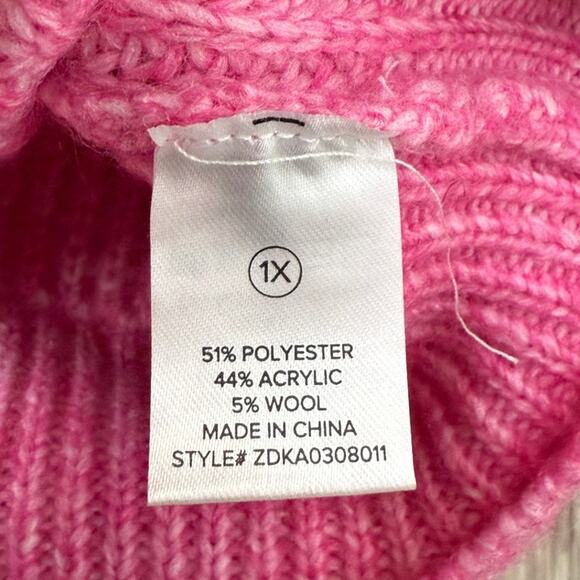 1X
51% POLYESTER
44% ACRYLIC
5% WOOL
MADE IN CHINA
STYLE# ZDKA0308011